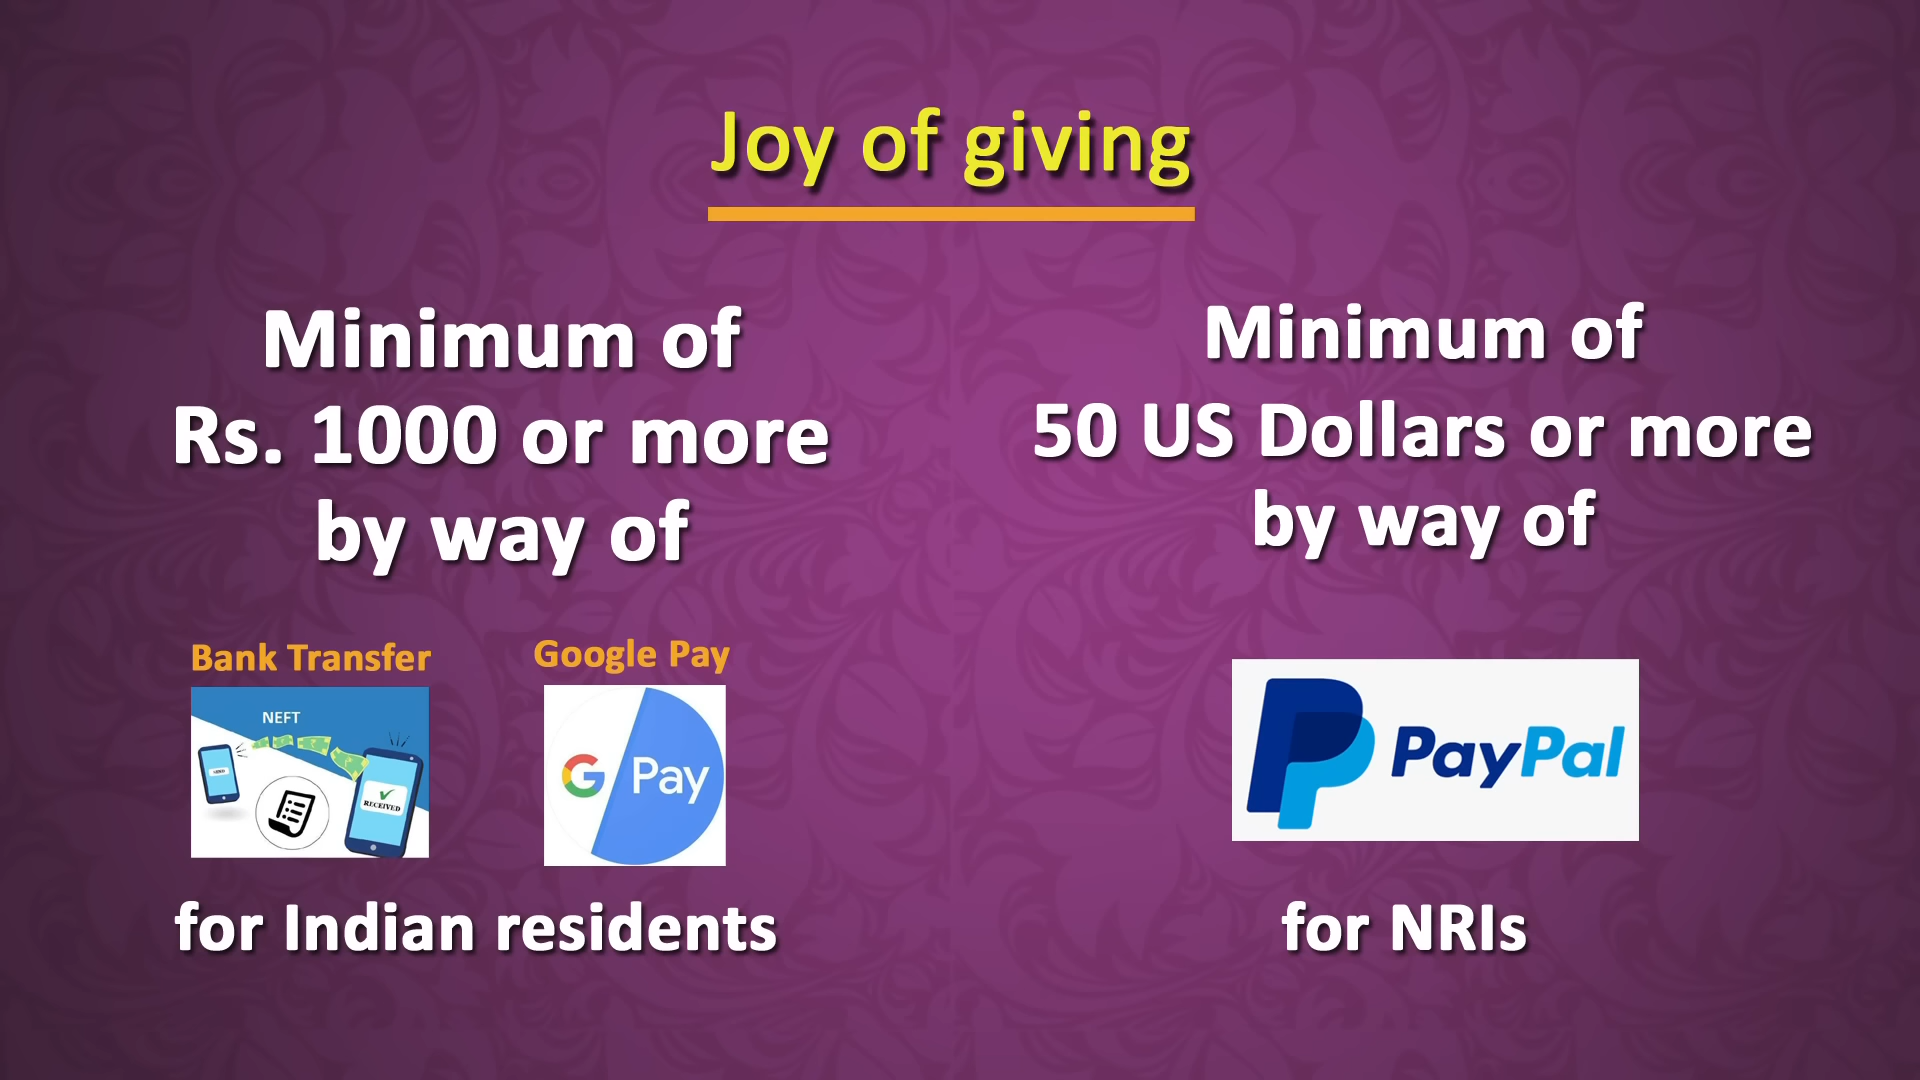 Joy of giving
Minimum of
Rs. 1000 or more
by way of
Bank Transfer
NEFT
RECEIVED
Google Pay
G Pay
for Indian residents
Minimum of
50 US Dollars or more
by way of
PayPal
for NRIs